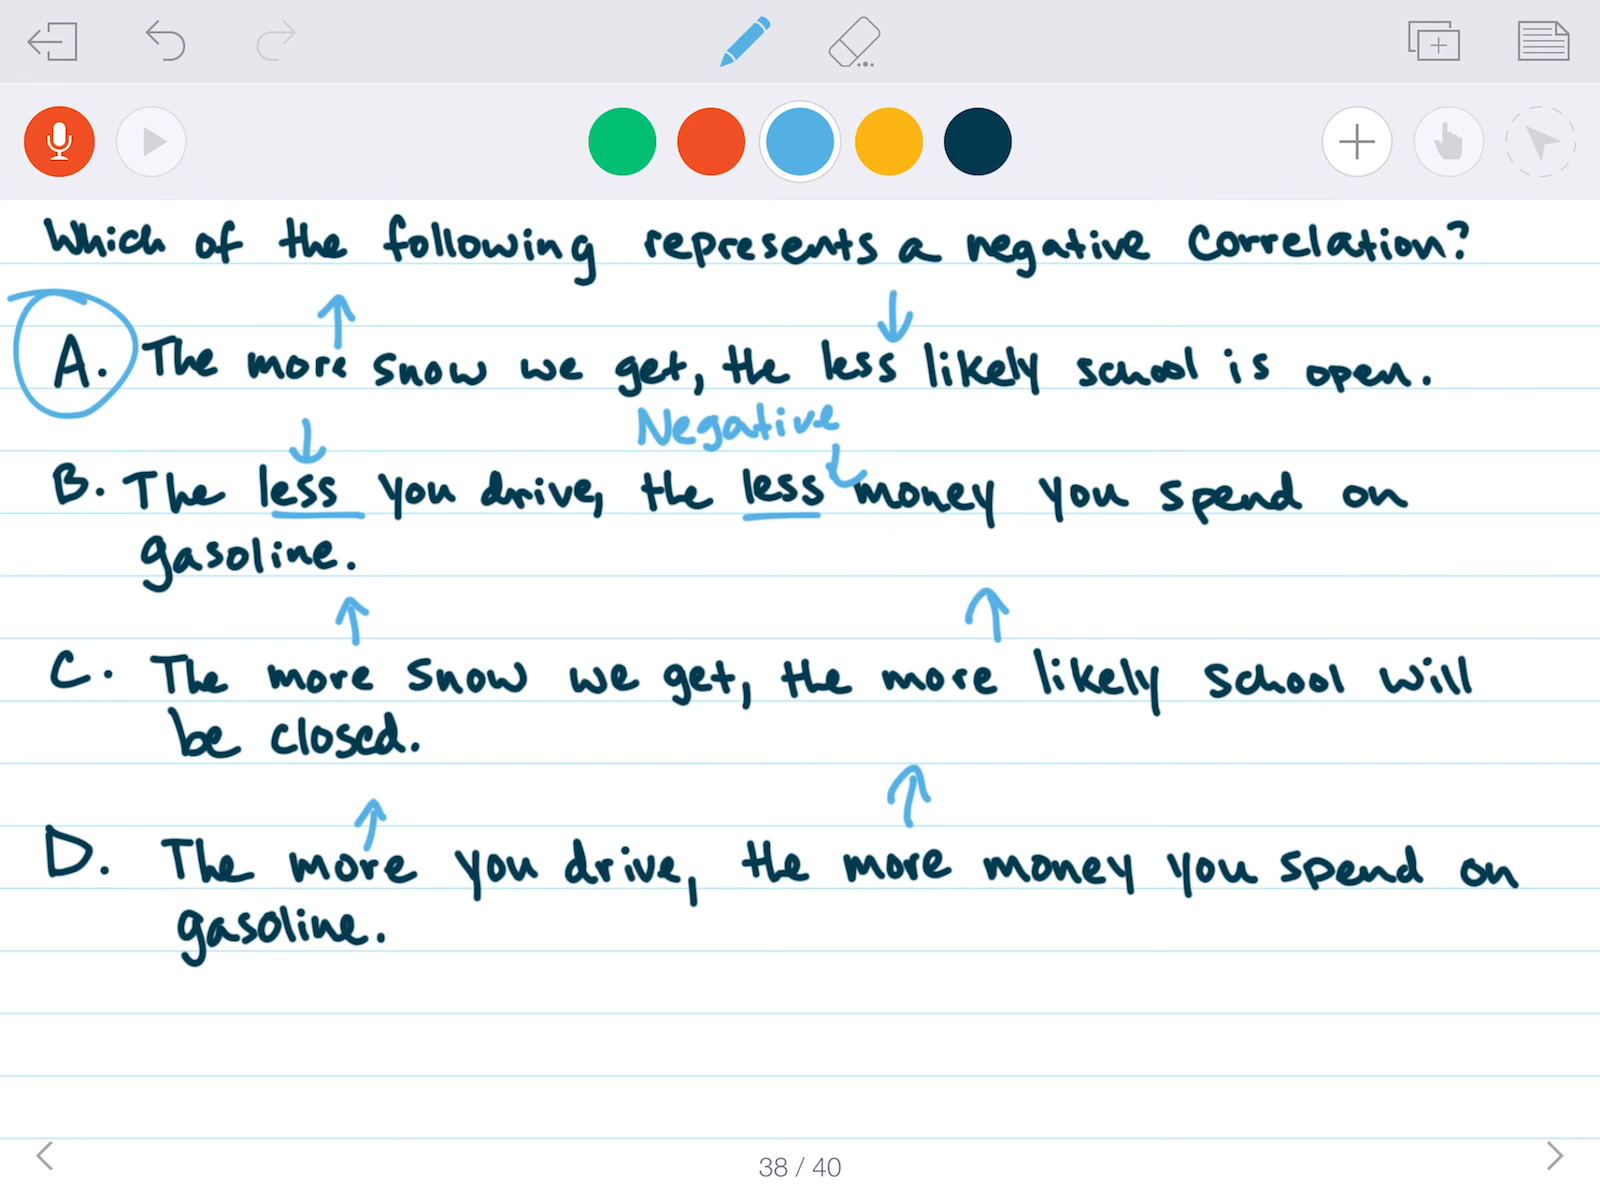 Which of the following represents a negative correlation?
A. The more snow we get, the less likely school is open.
Negative
B. The less you drive, the less money you spend on
gasoline.
C. The more snow we get, the more likely school will
be closed.
D. The more you drive, the more money you spend on
gasoline.
38 / 40